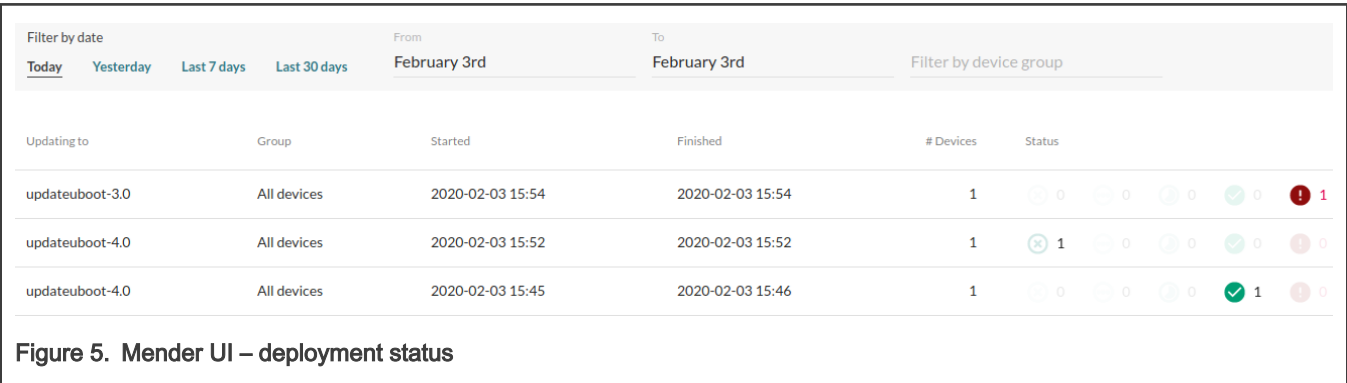 Filter by date From To
Today Yesterday Last 7 days Last 30 days February 3rd February 3rd Filter by device group
Updating to Group Started Finished # Devices Status
updateuboot-3.0 All devices 2020-02-03 15:54 2020-02-03 15:54 1 0 0 0 0 1
updateuboot-4.0 All devices 2020-02-03 15:52 2020-02-03 15:52 1 1 0 0 0 0
updateuboot-4.0 All devices 2020-02-03 15:45 2020-02-03 15:46 1 0 0 0 1 0
Figure 5. Mender UI – deployment status